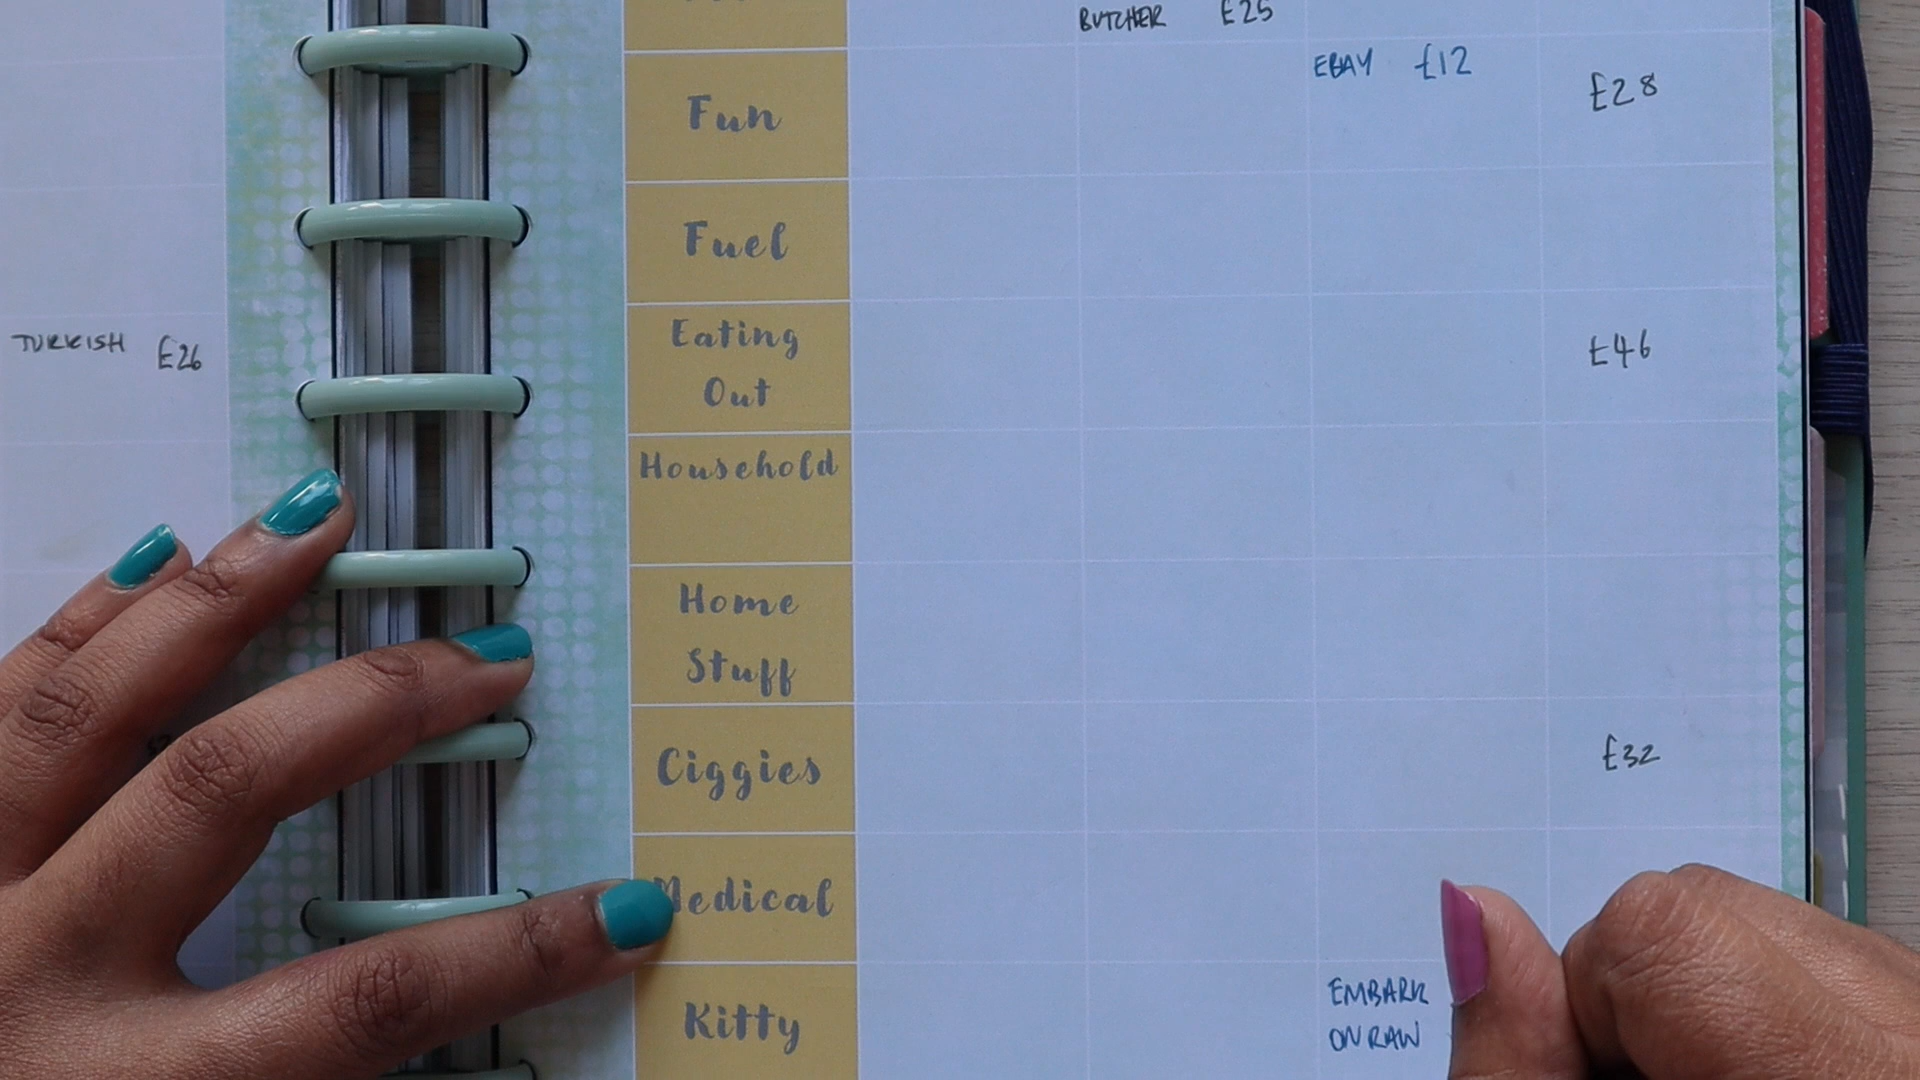 BUTCHER £25
Fun
EBAY £12
£28
Fuel
TURKISH £26
Eating
Out
£46
Household
Home
Stuff
Ciggies
£32
Medical
Kitty
EMBARK
ON RAW